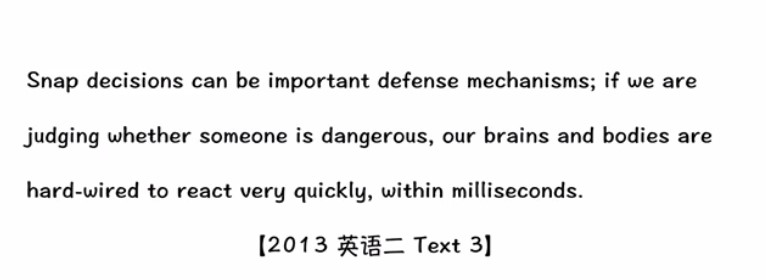 Snap decisions can be important defense mechanisms; if we are
judging whether someone is dangerous, our brains and bodies are
hard-wired to react very quickly, within milliseconds.
【2013 英语二 Text 3】